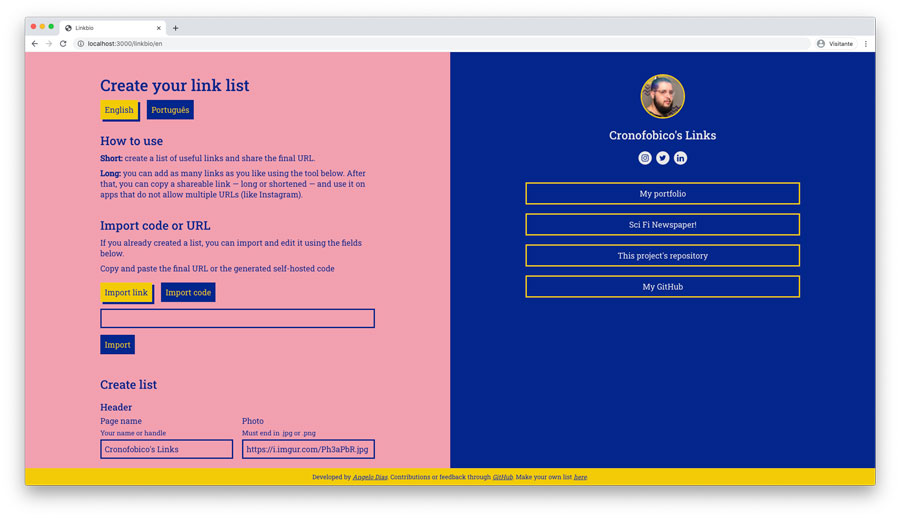 Linkbio
localhost:3000/linkbio/en
Visitante
Create your link list
English
Português
How to use
Short: create a list of useful links and share the final URL.
Long: you can add as many links as you like using the tool below. After
that, you can copy a shareable link — long or shortened — and use it on
apps that do not allow multiple URLs (like Instagram).
Import code or URL
If you already created a list, you can import and edit it using the fields
below.
Copy and paste the final URL or the generated self-hosted code
Import link
Import code
Import
Create list
Header
Page name
Your name or handle
Cronofobico's Links
Photo
Must end in .jpg or .png
https://i.imgur.com/Ph3aPbR.jpg
Cronofobico's Links
My portfolio
Sci Fi Newspaper!
This project's repository
My GitHub
Developed by Angelo Dias. Contributions or feedback through GitHub. Make your own list here.